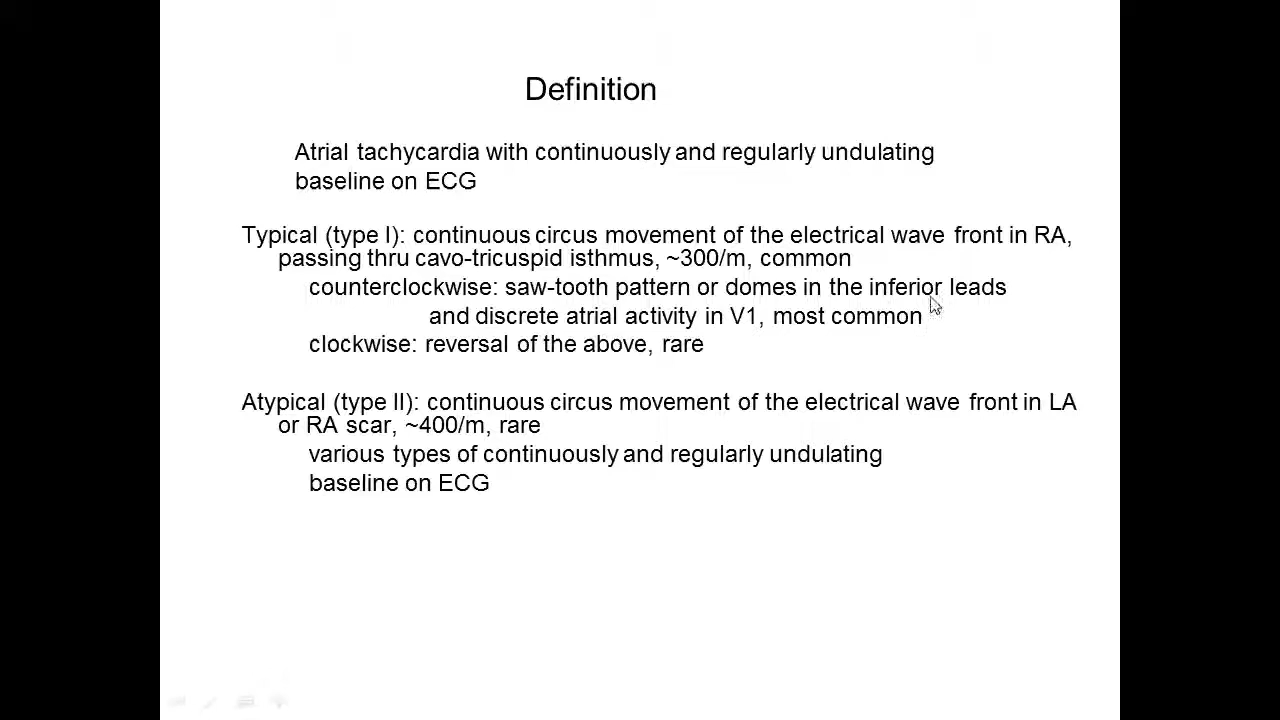 Definition
Atrial tachycardia with continuously and regularly undulating
baseline on ECG
Typical (type I): continuous circus movement of the electrical wave front in RA,
passing thru cavo-tricuspid isthmus, ~300/m, common
counterclockwise: saw-tooth pattern or domes in the inferior leads
and discrete atrial activity in V1, most common
clockwise: reversal of the above, rare
Atypical (type II): continuous circus movement of the electrical wave front in LA
or RA scar, ~400/m, rare
various types of continuously and regularly undulating
baseline on ECG